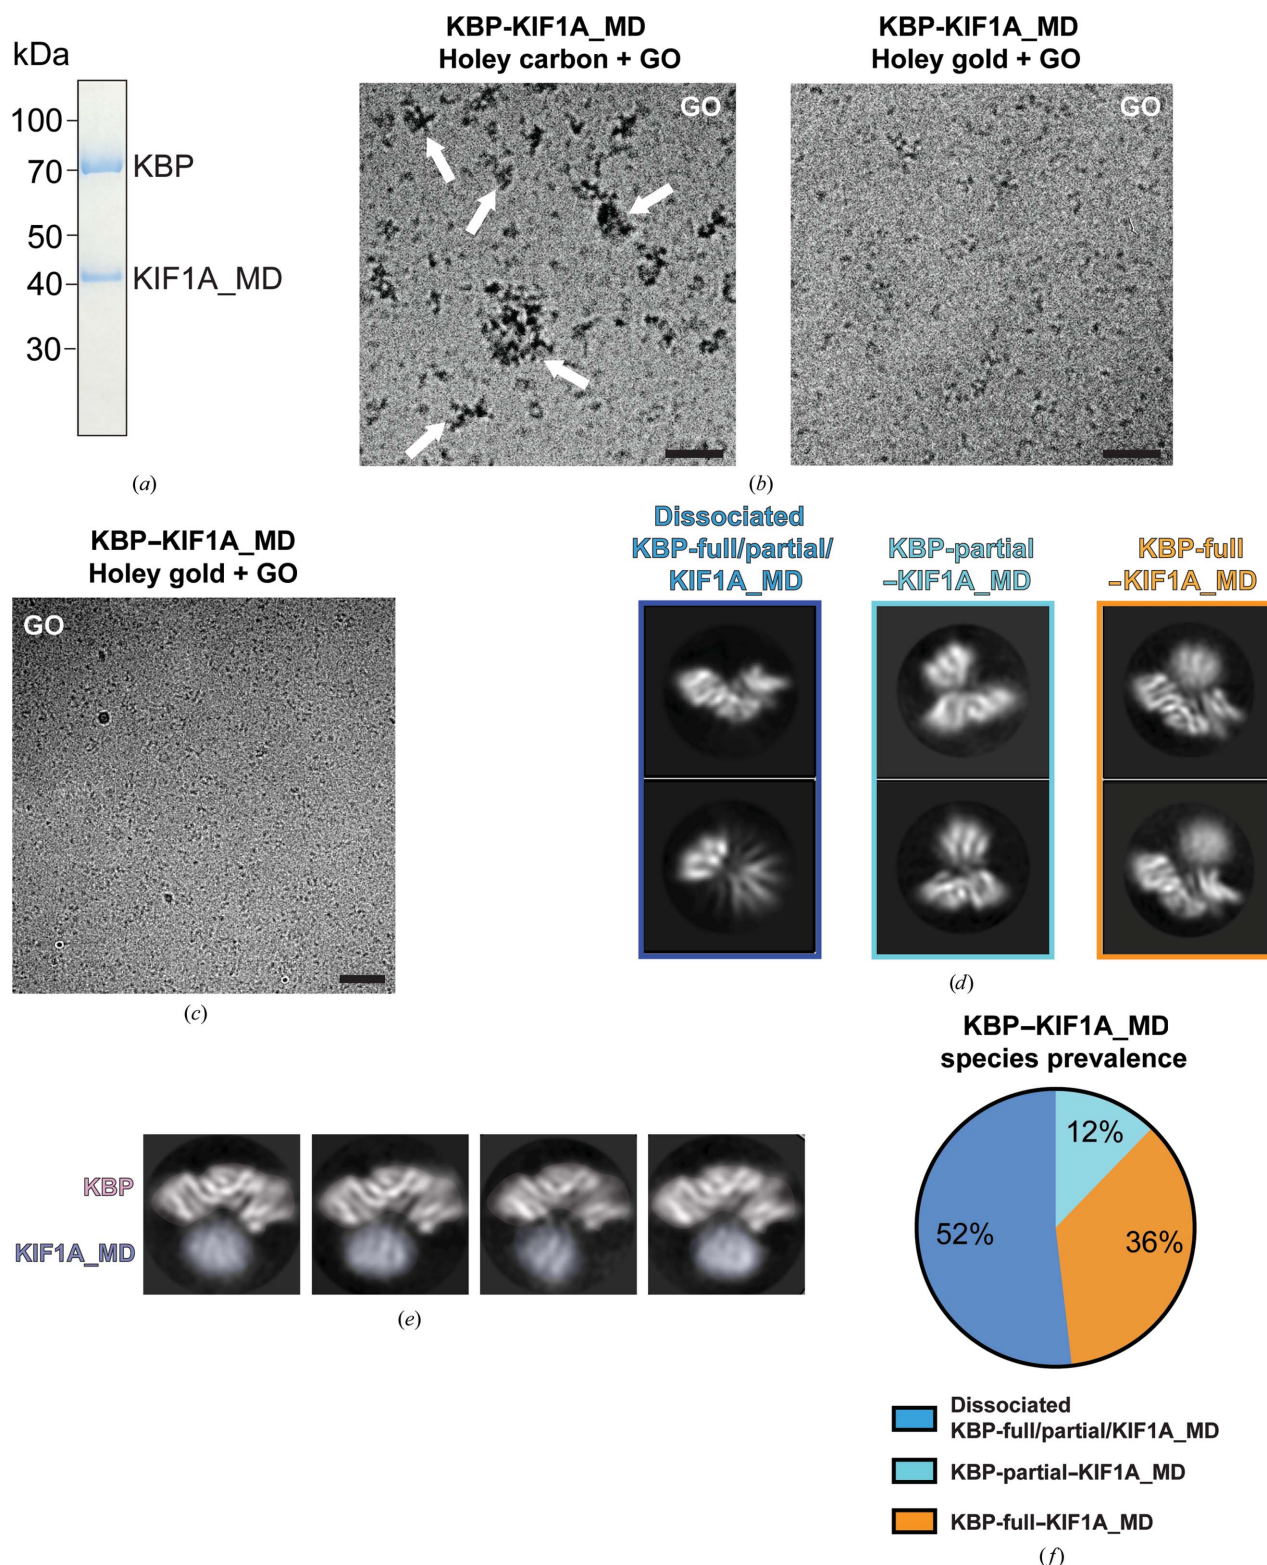 kDa
100
70
50
40
30
KBP
KIF1A_MD
(a)
KBP-KIF1A_MD
Holey carbon + GO
GO
KBP-KIF1A_MD
Holey gold + GO
GO
(b)
KBP–KIF1A_MD
Holey gold + GO
GO
(c)
Dissociated
KBP-full/partial/
KIF1A_MD
KBP-partial
–KIF1A_MD
KBP-full
–KIF1A_MD
(d)
KBP
KIF1A_MD
(e)
KBP–KIF1A_MD
species prevalence
12%
52%
36%
Dissociated
KBP-full/partial/KIF1A_MD
KBP-partial–KIF1A_MD
KBP-full–KIF1A_MD
(f)